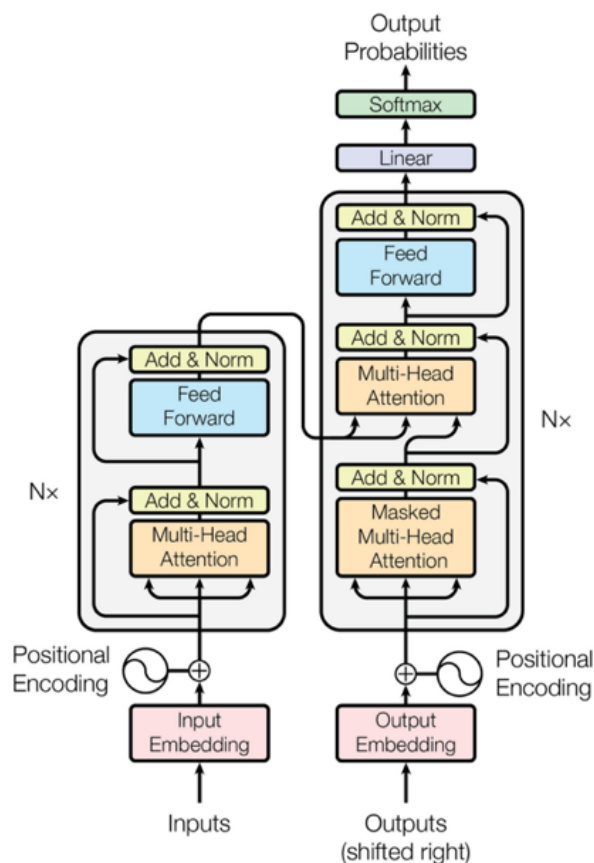 Output
Probabilities
Softmax
Linear
Add & Norm
Feed
Forward
Add & Norm
Multi-Head
Attention
Add & Norm
Masked
Multi-Head
Attention
N×
Add & Norm
Feed
Forward
N×
Add & Norm
Multi-Head
Attention
Positional
Encoding
Positional
Encoding
Input
Embedding
Output
Embedding
Inputs
Outputs
(shifted right)